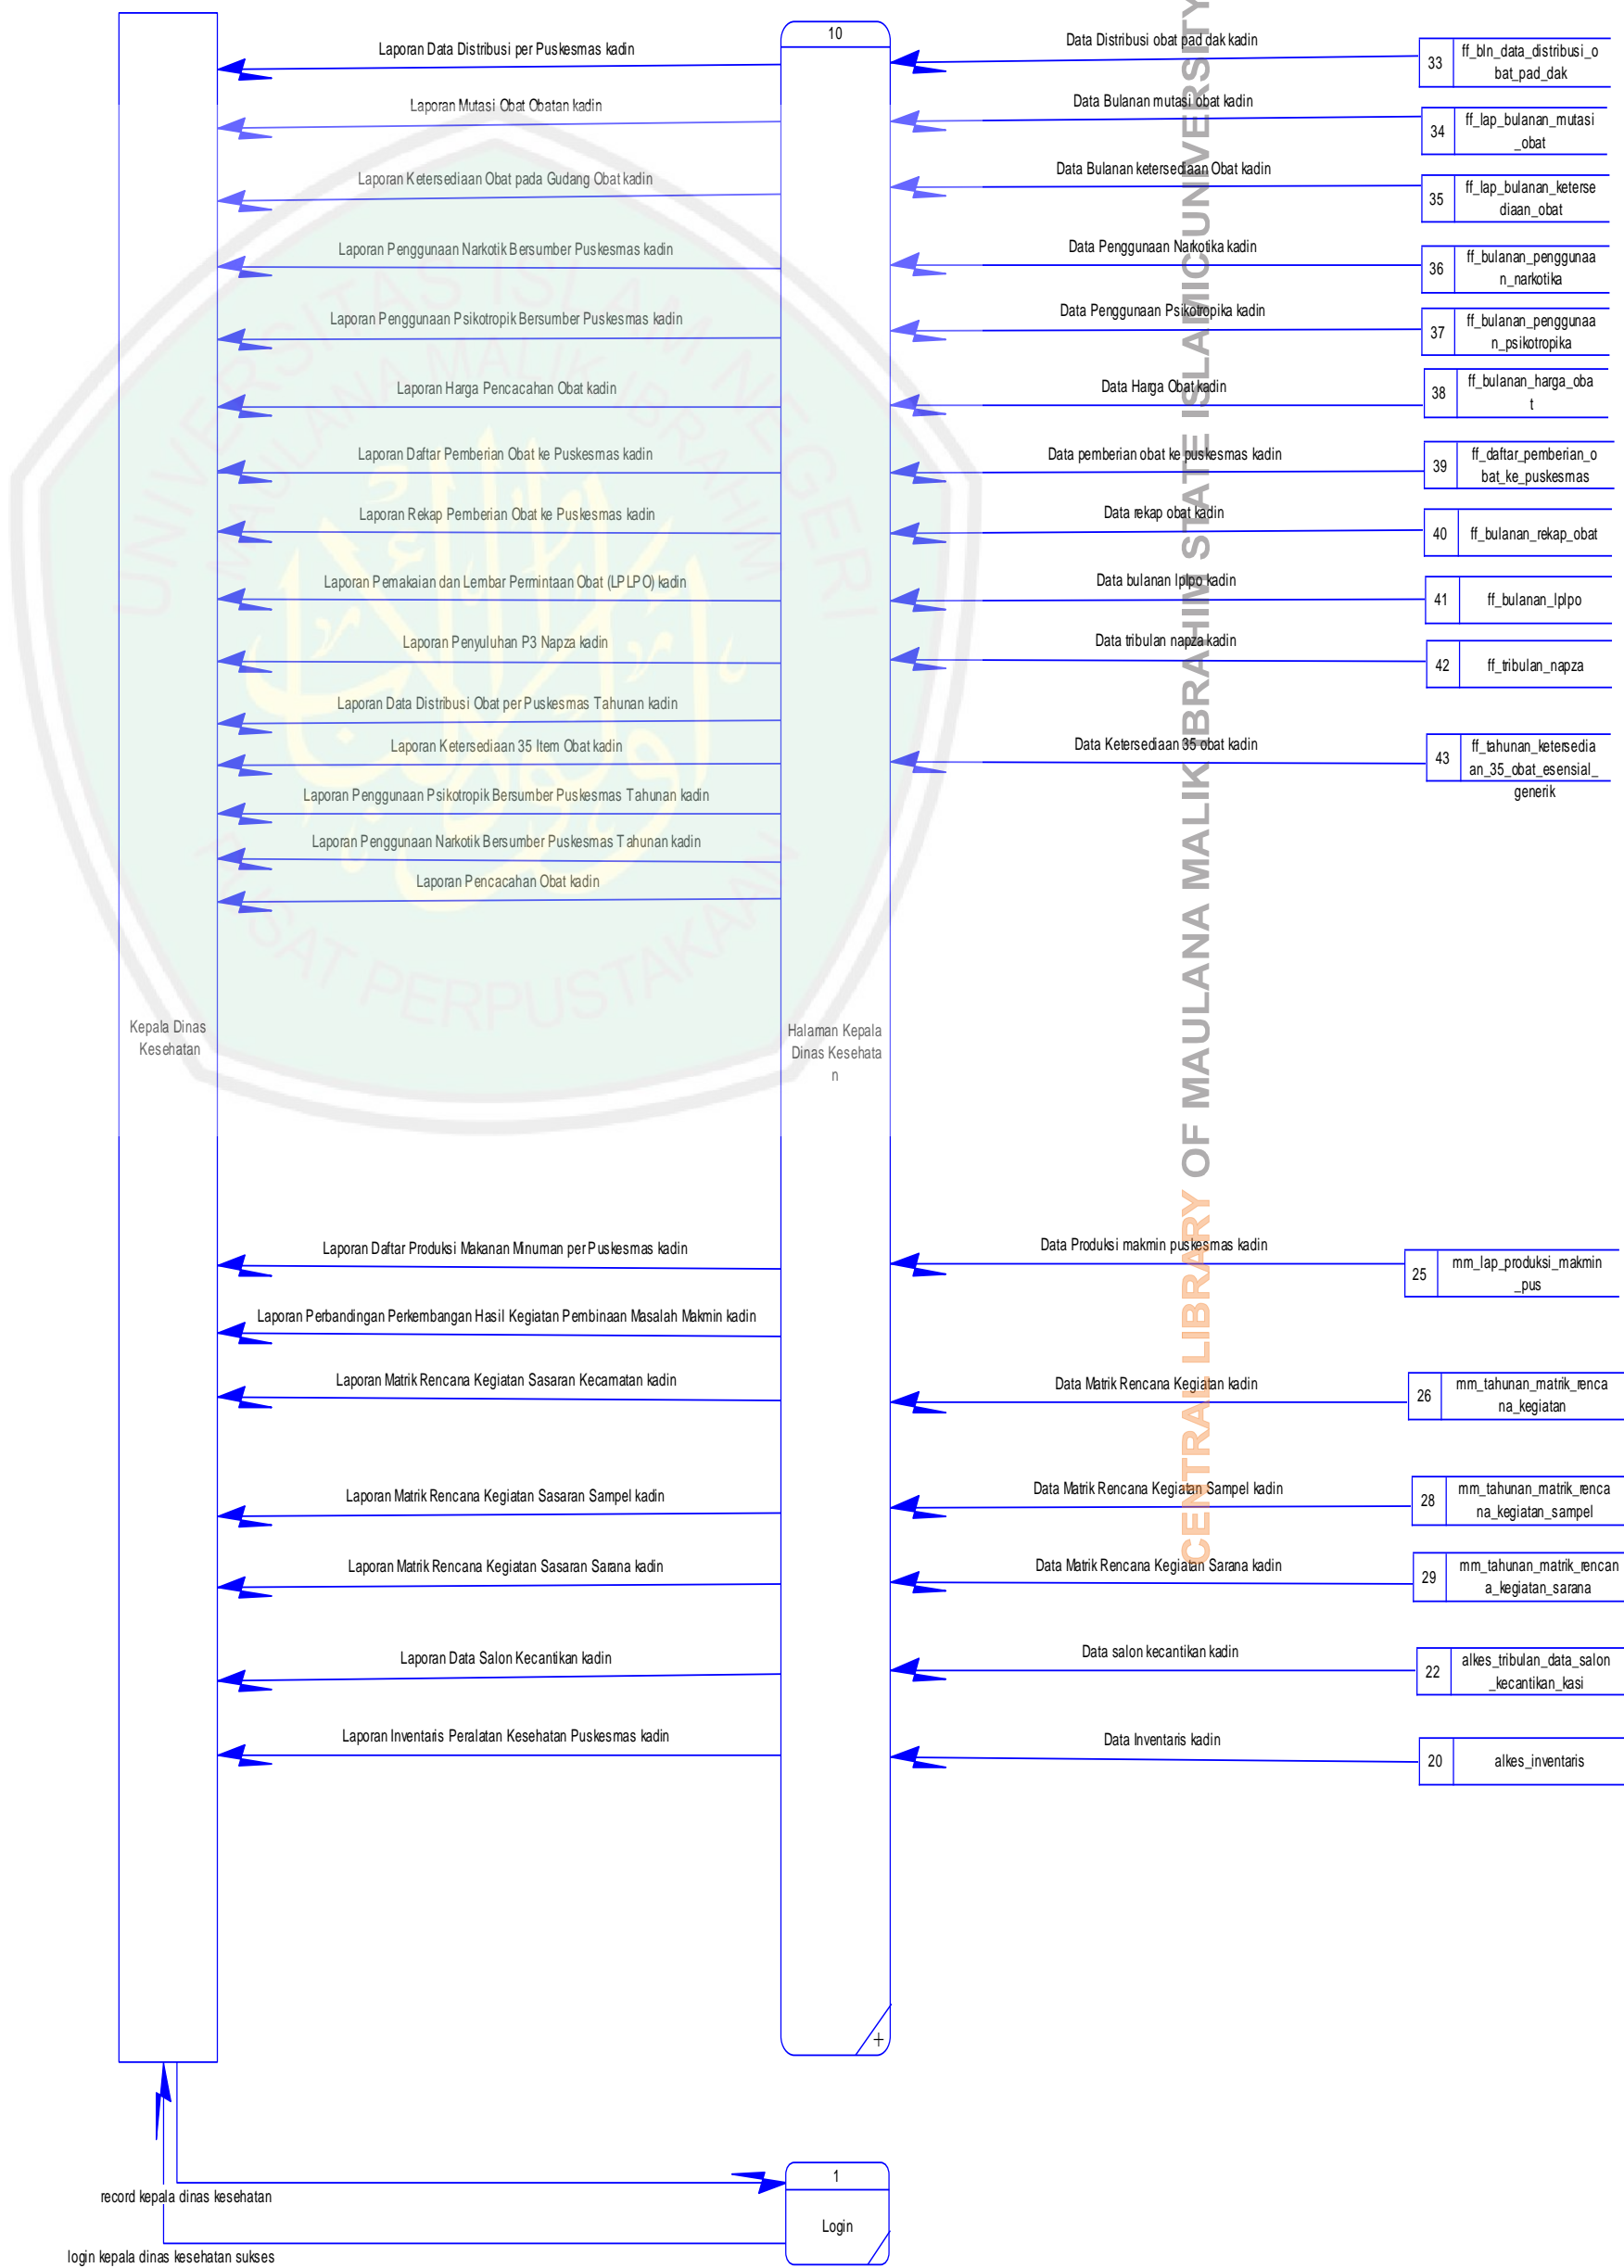 10
Laporan Data Distribusi per Puskesmas kadin
Data Distribusi obat pad dak kadin
33
ff_bln_data_distribusi_o
bat_pad_dak
Laporan Mutasi Obat Obatan kadin
Data Bulanan mutasi obat kadin
34
ff_lap_bulanan_mutasi
_obat
Laporan Ketersediaan Obat pada Gudang Obat kadin
Data Bulanan ketersediaan Obat kadin
35
ff_lap_bulanan_keterse
diaan_obat
Laporan Penggunaan Narkotik Bersumber Puskesmas kadin
Data Penggunaan Narkotika kadin
36
ff_bulanan_penggunaa
n_narkotika
Laporan Penggunaan Psikotropik Bersumber Puskesmas kadin
Data Penggunaan Psikotropika kadin
37
ff_bulanan_penggunaa
n_psikotropika
Laporan Harga Pencacahan Obat kadin
Data Harga Obat kadin
38
ff_bulanan_harga_oba
t
Laporan Daftar Pemberian Obat ke Puskesmas kadin
Data pemberian obat ke puskesmas kadin
39
ff_daftar_pemberian_o
bat_ke_puskesmas
Laporan Rekap Pemberian Obat ke Puskesmas kadin
Data rekap obat kadin
40
ff_bulanan_rekap_obat
Laporan Pemakaian dan Lembar Permintaan Obat (LPLPO) kadin
Data bulanan lplpo kadin
41
ff_bulanan_lplpo
Laporan Penyuluhan P3 Napza kadin
Data tribulan napza kadin
42
ff_tribulan_napza
Laporan Data Distribusi Obat per Puskesmas Tahunan kadin
Laporan Ketersediaan 35 Item Obat kadin
Data Ketersediaan 35 obat kadin
43
ff_tahunan_ketersedia
an_35_obat_esensial_
generik
Laporan Penggunaan Psikotropik Bersumber Puskesmas Tahunan kadin
Laporan Penggunaan Narkotik Bersumber Puskesmas Tahunan kadin
Laporan Pencacahan Obat kadin
Kepala Dinas
Kesehatan
Halaman Kepala
Dinas Kesehata
n
Laporan Daftar Produksi Makanan Minuman per Puskesmas kadin
Data Produksi makmin puskesmas kadin
25
mm_lap_produksi_makmin
_pus
Laporan Perbandingan Perkembangan Hasil Kegiatan Pembinaan Masalah Makmin kadin
Laporan Matrik Rencana Kegiatan Sasaran Kecamatan kadin
Data Matrik Rencana Kegiatan kadin
26
mm_tahunan_matrik_renca
na_kegiatan
Laporan Matrik Rencana Kegiatan Sasaran Sampel kadin
Data Matrik Rencana Kegiatan Sampel kadin
28
mm_tahunan_matrik_renca
na_kegiatan_sampel
Laporan Matrik Rencana Kegiatan Sasaran Sarana kadin
Data Matrik Rencana Kegiatan Sarana kadin
29
mm_tahunan_matrik_rencan
a_kegiatan_sarana
Laporan Data Salon Kecantikan kadin
Data salon kecantikan kadin
22
alkes_tribulan_data_salon
_kecantikan_kasi
Laporan Inventaris Peralatan Kesehatan Puskesmas kadin
Data Inventaris kadin
20
alkes_inventaris
+
1
Login
record kepala dinas kesehatan
login kepala dinas kesehatan sukses
UNIVERSITAS ISLAM NEGERI
MAULANA MALIK IBRAHIM
PUSAT PERPUSTAKAAN
CENTRAL LIBRARY OF MAULANA MALIK IBRAHIM STATE ISLAMIC UNIVERSITY